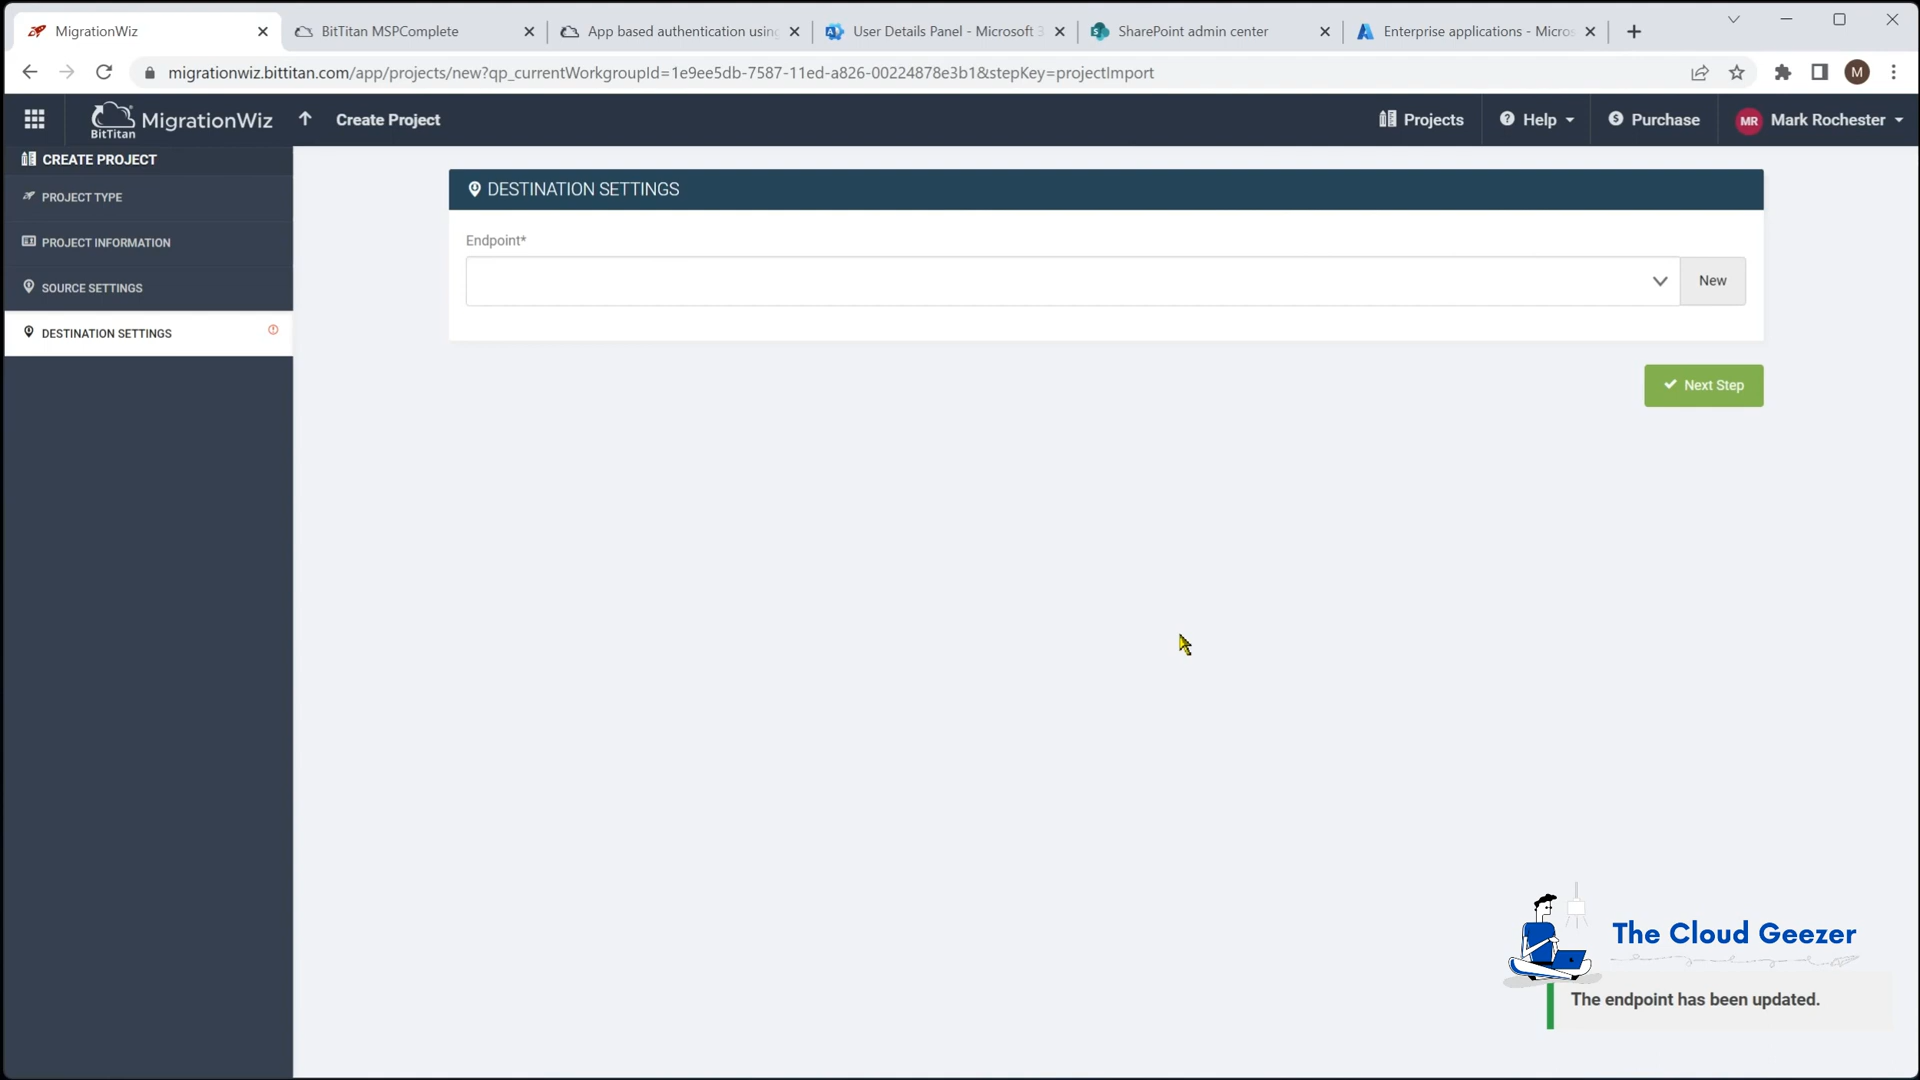 MigrationWiz
BitTitan MSPComplete
App based authentication using
User Details Panel - Microsoft 3
SharePoint admin center
Enterprise applications - Micros
migrationwiz.bittitan.com/app/projects/new?qp_currentWorkgroupId=1e9ee5db-7587-11ed-a826-00224878e3b1&stepKey=projectImport
M
BitTitan MigrationWiz
Create Project
Projects
Help
Purchase
MR Mark Rochester
CREATE PROJECT
PROJECT TYPE
PROJECT INFORMATION
SOURCE SETTINGS
DESTINATION SETTINGS
DESTINATION SETTINGS
Endpoint*
New
Next Step
The Cloud Geezer
The endpoint has been updated.